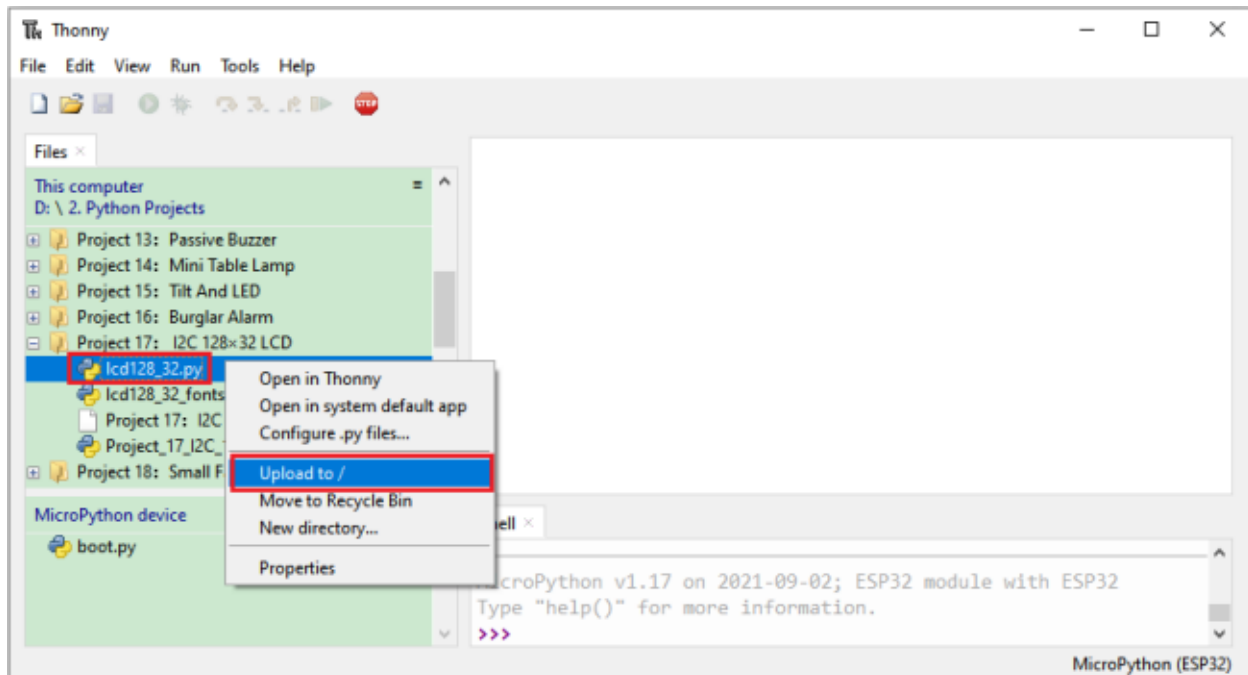 Thonny
File Edit View Run Tools Help
STOP
Files
This computer
D: \ 2. Python Projects
Project 13: Passive Buzzer
Project 14: Mini Table Lamp
Project 15: Tilt And LED
Project 16: Burglar Alarm
Project 17: I2C 128×32 LCD
lcd128_32.py
lcd128_32_fonts
Project 17: I2C
Project_17_I2C_
Project 18: Small F
Open in Thonny
Open in system default app
Configure .py files...
Upload to /
Move to Recycle Bin
New directory...
Properties
MicroPython device
boot.py
ell
MicroPython v1.17 on 2021-09-02; ESP32 module with ESP32
Type "help()" for more information.
>>>
MicroPython (ESP32)